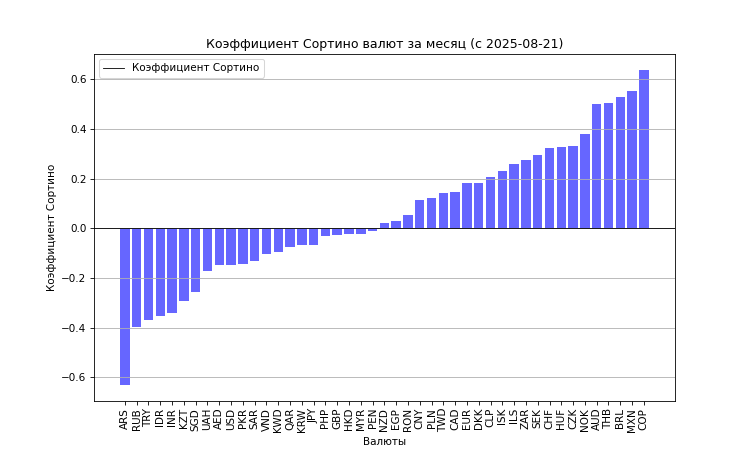 Коэффициент Сортино валют за месяц (с 2025-08-21)
Коэффициент Сортино
Коэффициент Сортино
0.6
0.4
0.2
0.0
−0.2
−0.4
−0.6
ARS
RUB
TRY
IDR
INR
KZT
SGD
UAH
AED
USD
PKR
SAR
VND
KWD
QAR
KRW
JPY
PHP
GBP
HKD
MYR
PEN
NZD
EGP
RON
CNY
PLN
TWD
CAD
EUR
DKK
CLP
ISK
ILS
ZAR
SEK
CHF
HUF
CZK
NOK
AUD
THB
BRL
MXN
COP
Валюты